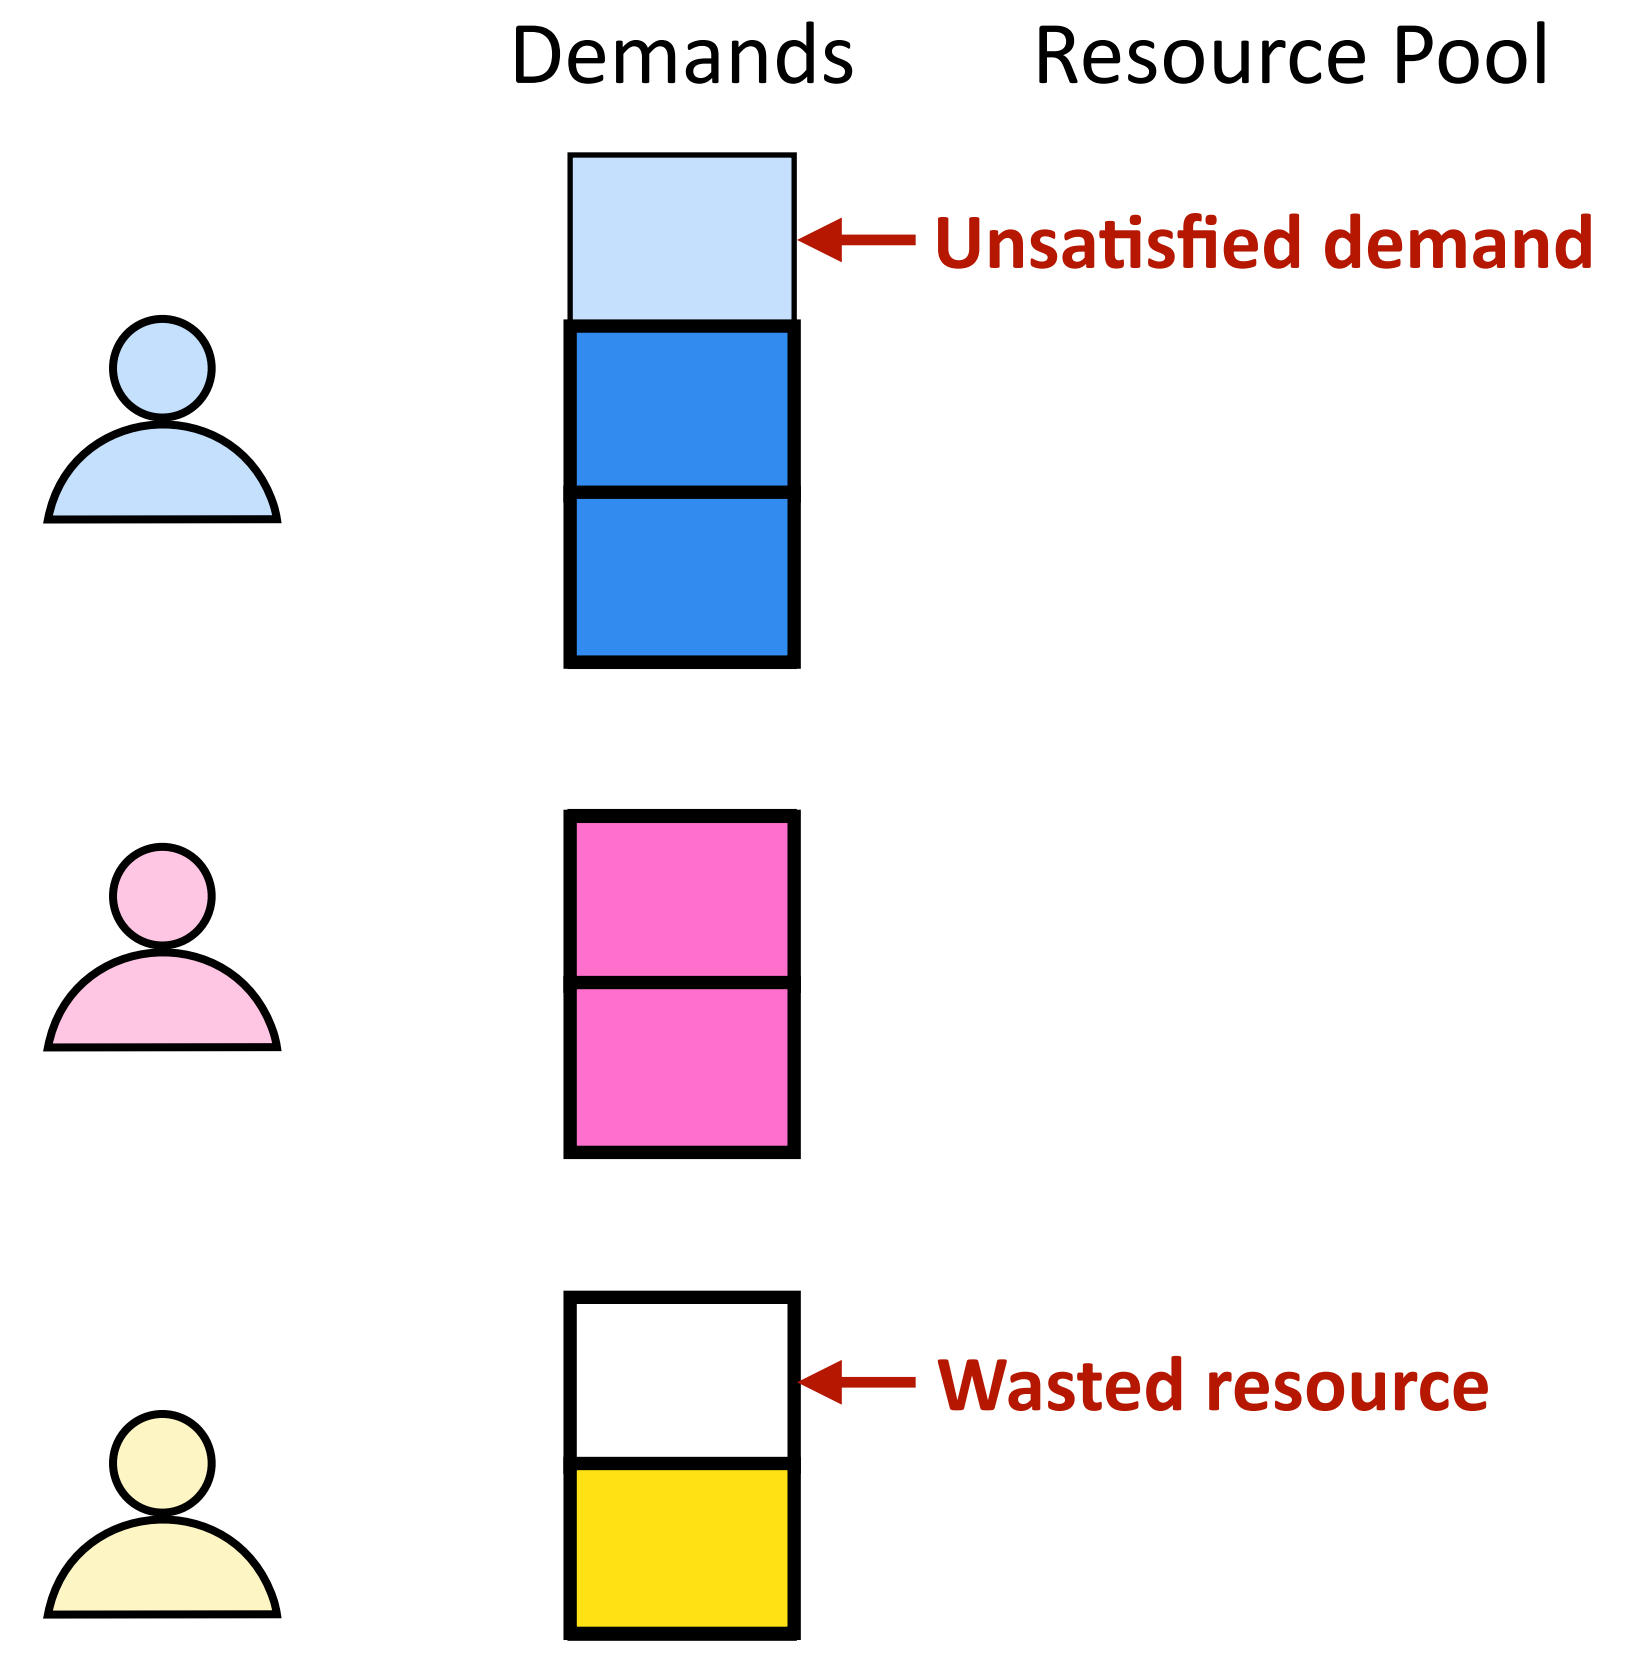 Demands
Resource Pool
Unsatisfied demand
Wasted resource